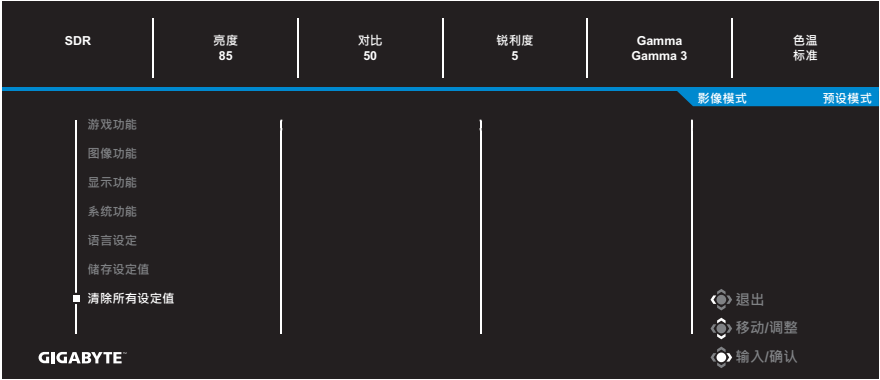 SDR 亮度 对比 锐利度 Gamma 色温
85 50 5 Gamma 3 标准
影像模式 预设模式
游戏功能
图像功能
显示功能
系统功能
语言设定
储存设定值
清除所有设定值
退出
移动/调整
输入/确认
GIGABYTE™